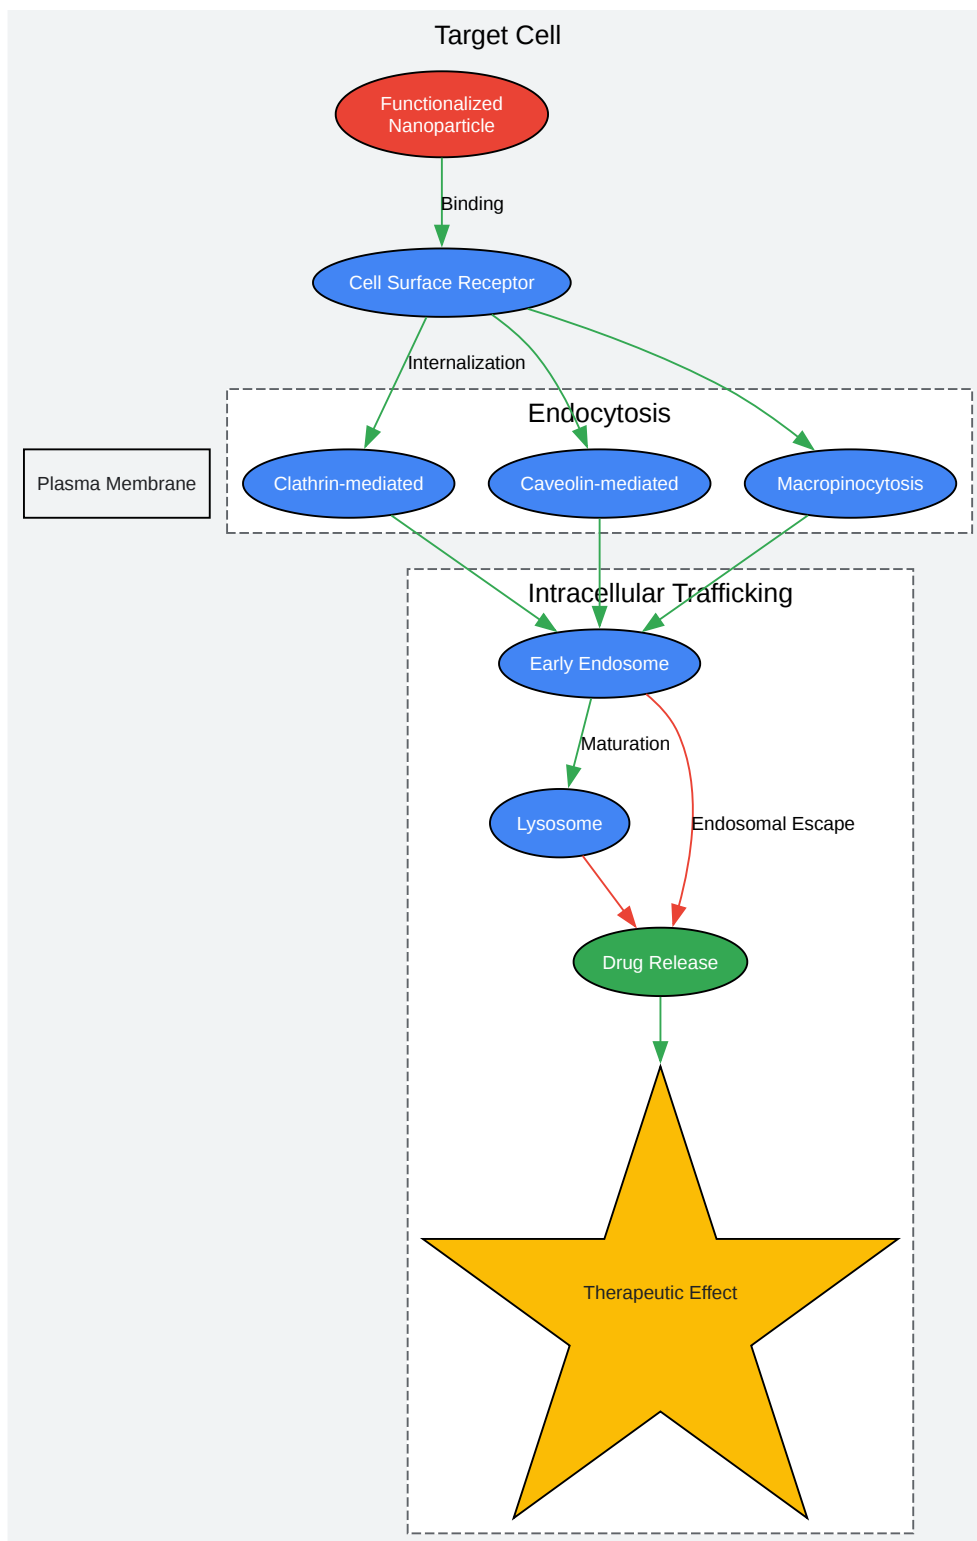 Target Cell
Functionalized
Nanoparticle
Binding
Cell Surface Receptor
Internalization
Endocytosis
Plasma Membrane
Clathrin-mediated
Caveolin-mediated
Macropinocytosis
Intracellular Trafficking
Early Endosome
Maturation
Lysosome
Endosomal Escape
Drug Release
Therapeutic Effect